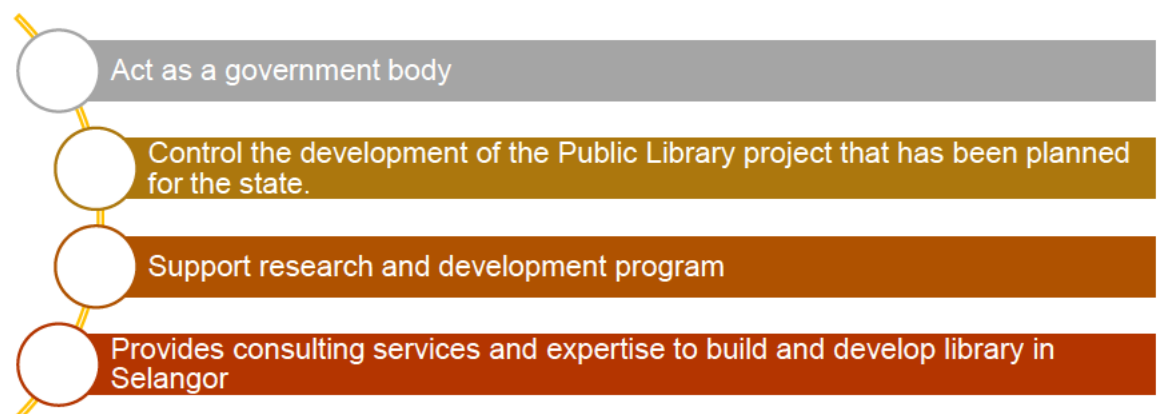 Act as a government body
Control the development of the Public Library project that has been planned
for the state.
Support research and development program
Provides consulting services and expertise to build and develop library in
Selangor